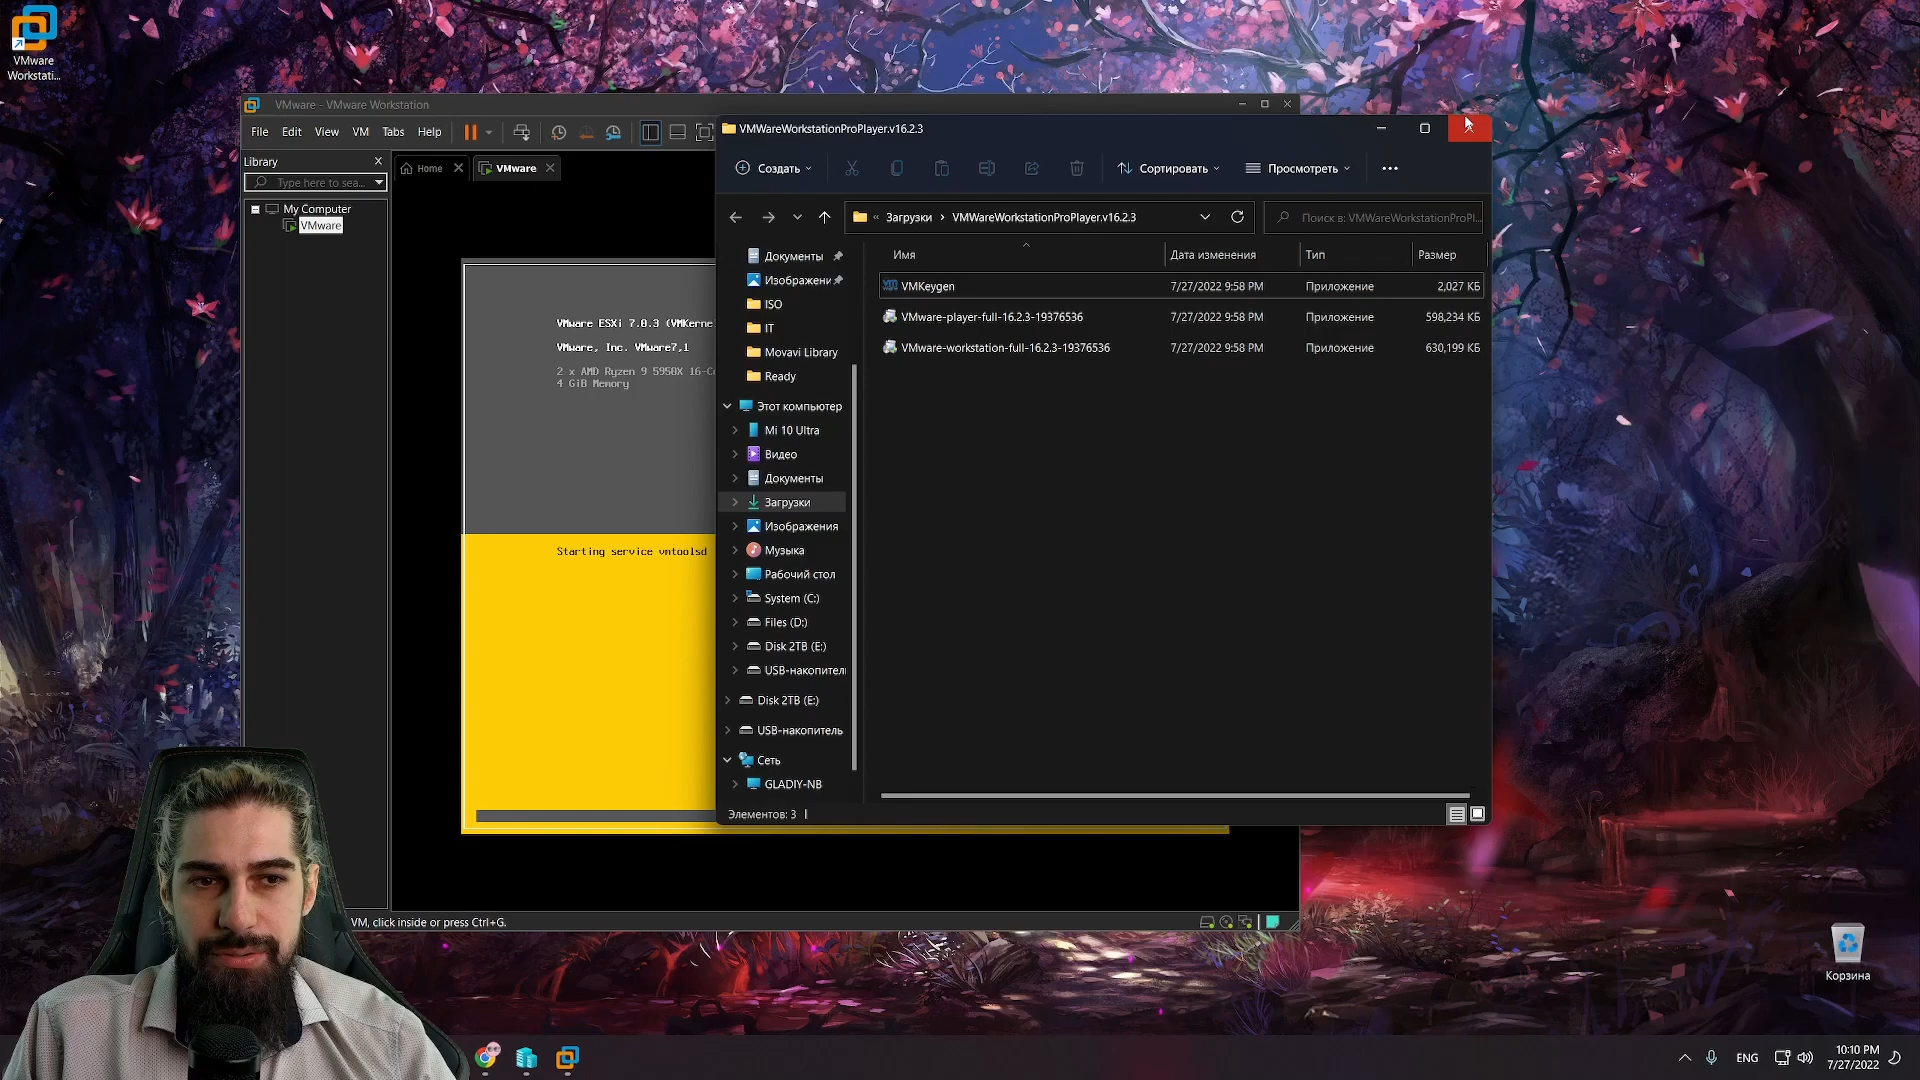 VMware
Workstati...
VMware - VMware Workstation
File Edit View VM Tabs Help
Library
Type here to sea...
My Computer
VMware
Home
VMware
VMware ESXi 7.0.3 (VMKerne
VMware, Inc. VMware7,1
2 x AMD Ryzen 9 5950X 16-Co
4 GiB Memory
Starting service vmtoolsd
VM, click inside or press Ctrl+G.
VMWareWorkstationProPlayer.v16.2.3
Создать
Сортировать
Просмотреть
« Загрузки › VMWareWorkstationProPlayer.v16.2.3
Поиск в: VMWareWorkstationProPl...
Документы
Изображени
ISO
IT
Movavi Library
Ready
Этот компьютер
Mi 10 Ultra
Видео
Документы
Загрузки
Изображения
Музыка
Рабочий стол
System (C:)
Files (D:)
Disk 2TB (E:)
USB-накопител
Disk 2TB (E:)
USB-накопитель
Сеть
GLADIY-NB
Имя Дата изменения Тип Размер
VMKeygen 7/27/2022 9:58 PM Приложение 2,027 КБ
VMware-player-full-16.2.3-19376536 7/27/2022 9:58 PM Приложение 598,234 КБ
VMware-workstation-full-16.2.3-19376536 7/27/2022 9:58 PM Приложение 630,199 КБ
Элементов: 3
Корзина
ENG
10:10 PM
7/27/2022